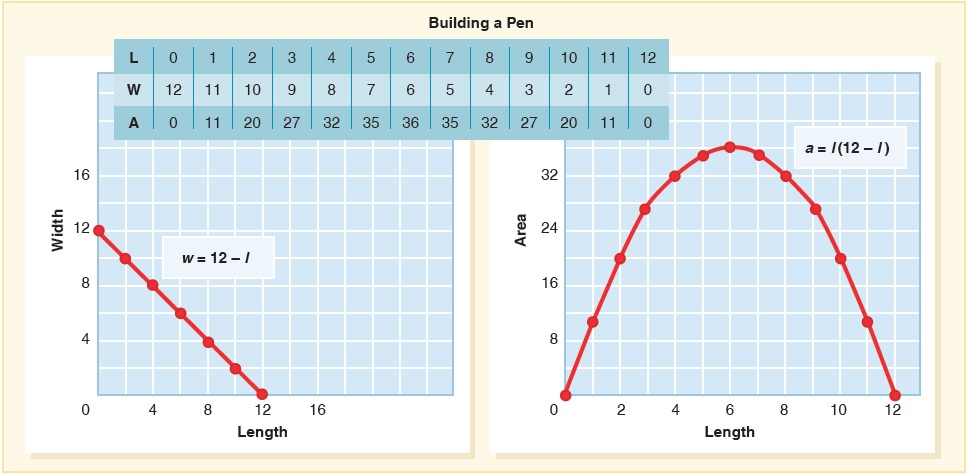 Building a Pen
L 0 1 2 3 4 5 6 7 8 9 10 11 12
W 12 11 10 9 8 7 6 5 4 3 2 1 0
A 0 11 20 27 32 35 36 35 32 27 20 11 0
16
12
8
4
0 4 8 12 16
Width
Length
w = 12 – l
32
24
16
8
0 2 4 6 8 10 12
Area
Length
a = l (12 – l )